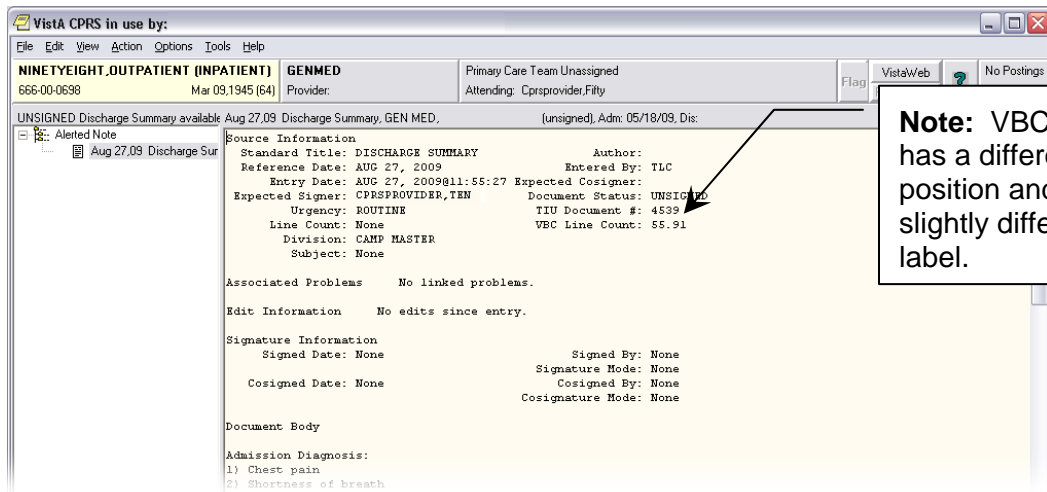 VistA CPRS in use by:
File Edit View Action Options Tools Help
NINETYEIGHT,OUTPATIENT (INPATIENT) GENMED Primary Care Team Unassigned Flag VistaWeb No Postings
666-00-0698 Mar 09,1945 (64) Provider: Attending: Cprsprovider,Fifty
UNSIGNED Discharge Summary available Aug 27,09 Discharge Summary, GEN MED, (unsigned), Adm: 05/18/09, Dis:
Alerted Note
Aug 27,09 Discharge Sur
Source Information
Standard Title: DISCHARGE SUMMARY Author:
Reference Date: AUG 27, 2009 Entered By: TLC
Entry Date: AUG 27, 2009@11:55:27 Expected Cosigner:
Expected Signer: CPRSPROVIDER,TEN Document Status: UNSIGNED
Urgency: ROUTINE TIU Document #: 4539
Line Count: None VBC Line Count: 55.91
Division: CAMP MASTER
Subject: None
Associated Problems No linked problems.
Edit Information No edits since entry.
Signature Information
Signed Date: None Signed By: None
Signature Mode: None
Cosigned Date: None Cosigned By: None
Cosignature Mode: None
Document Body
Admission Diagnosis:
1) Chest pain
2) Shortness of breath
Note: VBC
has a differe
position and
slightly diffe
label.